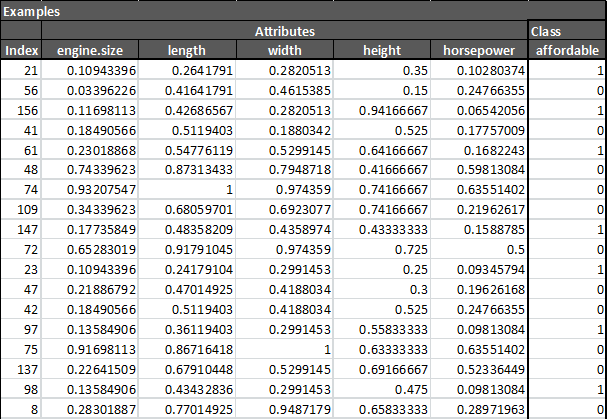 Examples
Attributes Class
Index engine.size length width height horsepower affordable
21 0.10943396 0.2641791 0.2820513 0.35 0.10280374 1
56 0.03396226 0.41641791 0.4615385 0.15 0.24766355 0
156 0.11698113 0.42686567 0.2820513 0.94166667 0.06542056 1
41 0.18490566 0.5119403 0.1880342 0.525 0.17757009 0
61 0.23018868 0.54776119 0.5299145 0.64166667 0.1682243 1
48 0.74339623 0.87313433 0.7948718 0.41666667 0.59813084 0
74 0.93207547 1 0.974359 0.74166667 0.63551402 0
109 0.34339623 0.68059701 0.6923077 0.74166667 0.21962617 0
147 0.17735849 0.48358209 0.4358974 0.43333333 0.1588785 1
72 0.65283019 0.91791045 0.974359 0.725 0.5 0
23 0.10943396 0.24179104 0.2991453 0.25 0.09345794 1
47 0.21886792 0.47014925 0.4188034 0.3 0.19626168 0
42 0.18490566 0.5119403 0.4188034 0.525 0.24766355 0
97 0.13584906 0.36119403 0.2991453 0.55833333 0.09813084 1
75 0.91698113 0.86716418 1 0.63333333 0.63551402 0
137 0.22641509 0.67910448 0.5299145 0.69166667 0.52336449 0
98 0.13584906 0.43432836 0.2991453 0.475 0.09813084 1
8 0.28301887 0.77014925 0.9487179 0.65833333 0.28971963 0